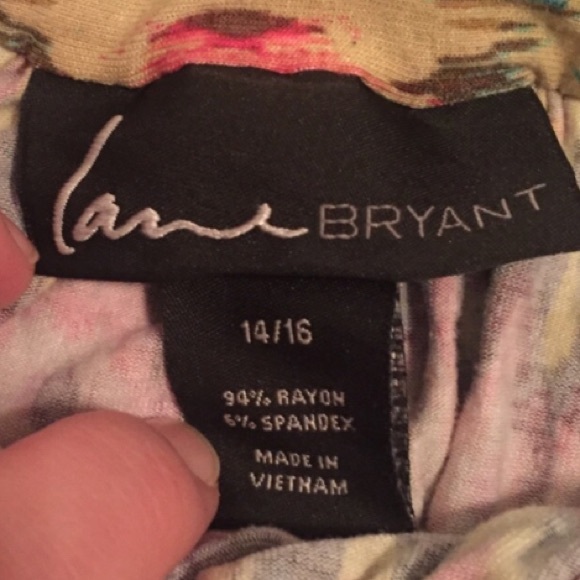 Lane BRYANT
14/16
94% RAYON
6% SPANDEX
MADE IN
VIETNAM